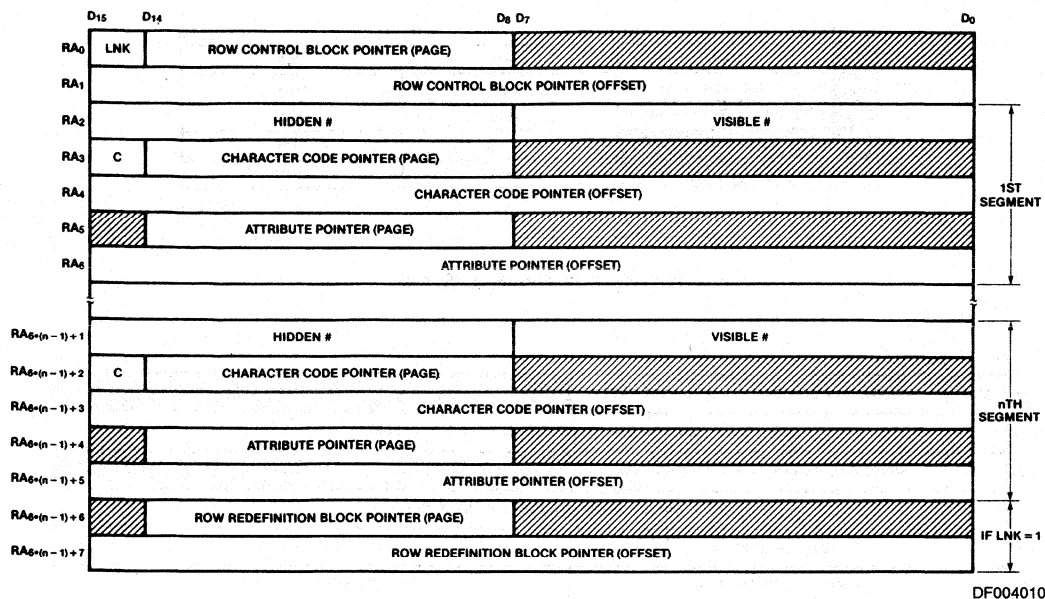 D15 D14 D8 D7 D0
RA0 LNK ROW CONTROL BLOCK POINTER (PAGE)
RA1 ROW CONTROL BLOCK POINTER (OFFSET)
RA2 HIDDEN # VISIBLE #
RA3 C CHARACTER CODE POINTER (PAGE)
RA4 CHARACTER CODE POINTER (OFFSET)
1ST
SEGMENT
RA5 ATTRIBUTE POINTER (PAGE)
RA6 ATTRIBUTE POINTER (OFFSET)
RA6*(n − 1) + 1 HIDDEN # VISIBLE #
RA6*(n − 1) + 2 C CHARACTER CODE POINTER (PAGE)
RA6*(n − 1) + 3 CHARACTER CODE POINTER (OFFSET)
nTH
SEGMENT
RA6*(n − 1) + 4 ATTRIBUTE POINTER (PAGE)
RA6*(n − 1) + 5 ATTRIBUTE POINTER (OFFSET)
RA6*(n − 1) + 6 ROW REDEFINITION BLOCK POINTER (PAGE)
IF LNK = 1
RA6*(n − 1) + 7 ROW REDEFINITION BLOCK POINTER (OFFSET)
DF004010